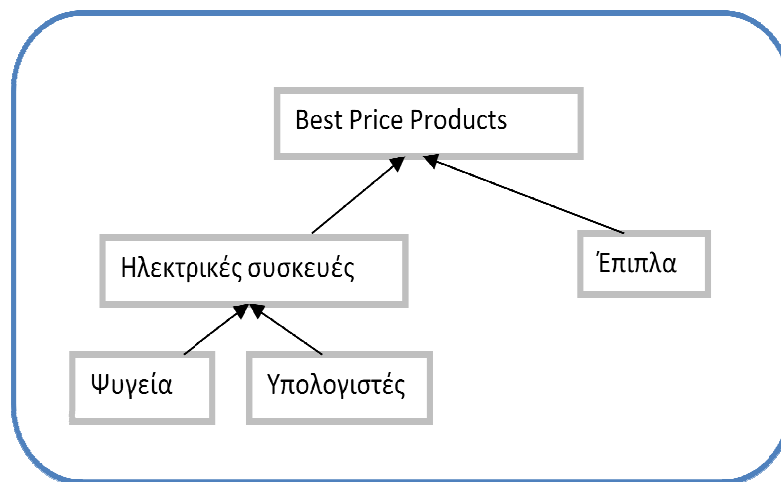 Best Price Products
Ηλεκτρικές συσκευές
Έπιπλα
Ψυγεία
Υπολογιστές